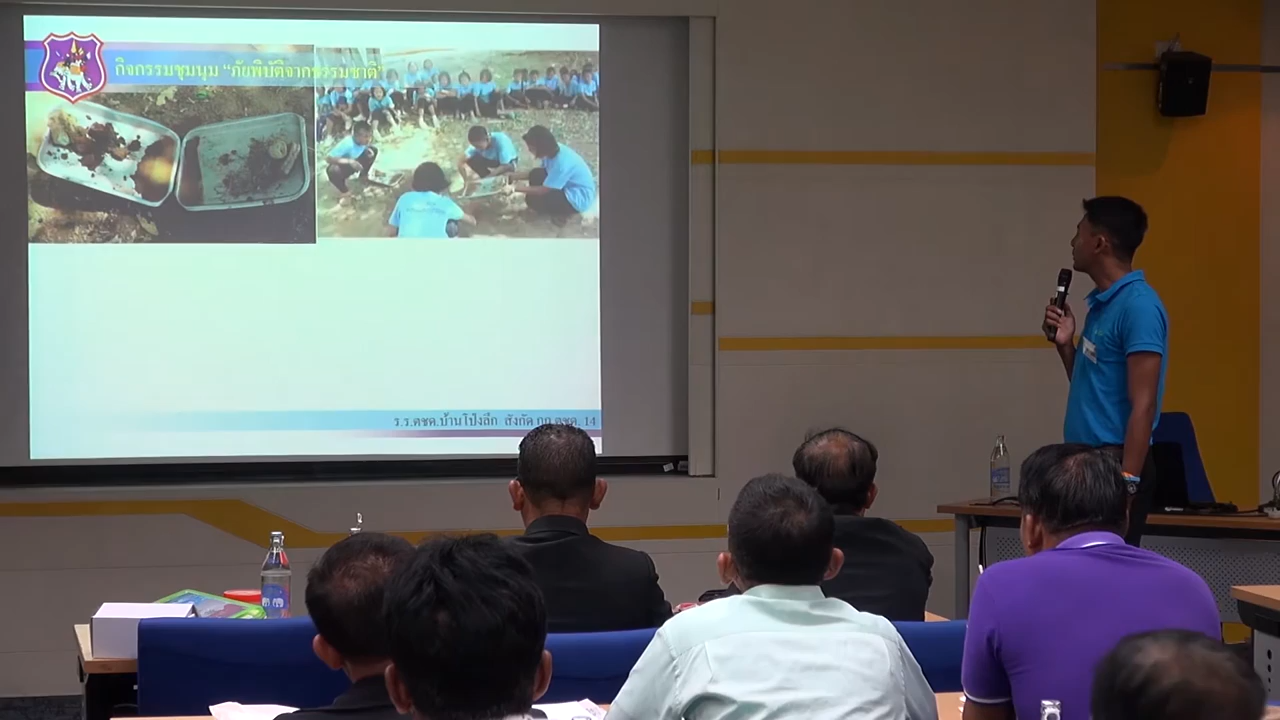 กิจกรรมชุมนุม “ภัยพิบัติจากธรรมชาติ”
ร.ร.ตชด.บ้านโป่งลึก สังกัด กก.ตชด. 14